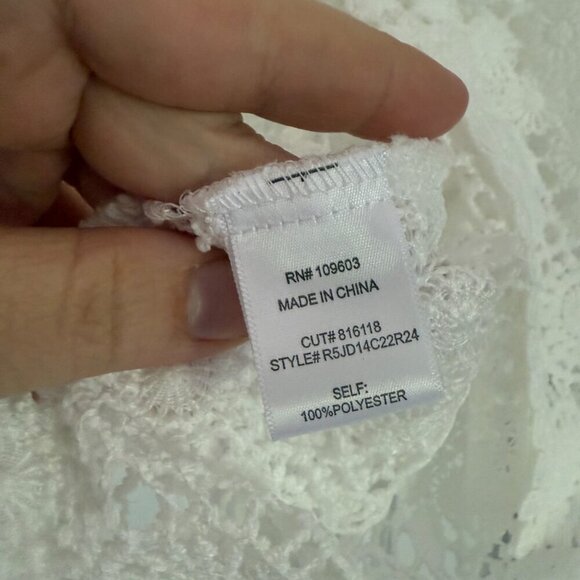 RN# 109603
MADE IN CHINA
CUT# 816118
STYLE# R5JD14C22R24
SELF:
100%POLYESTER